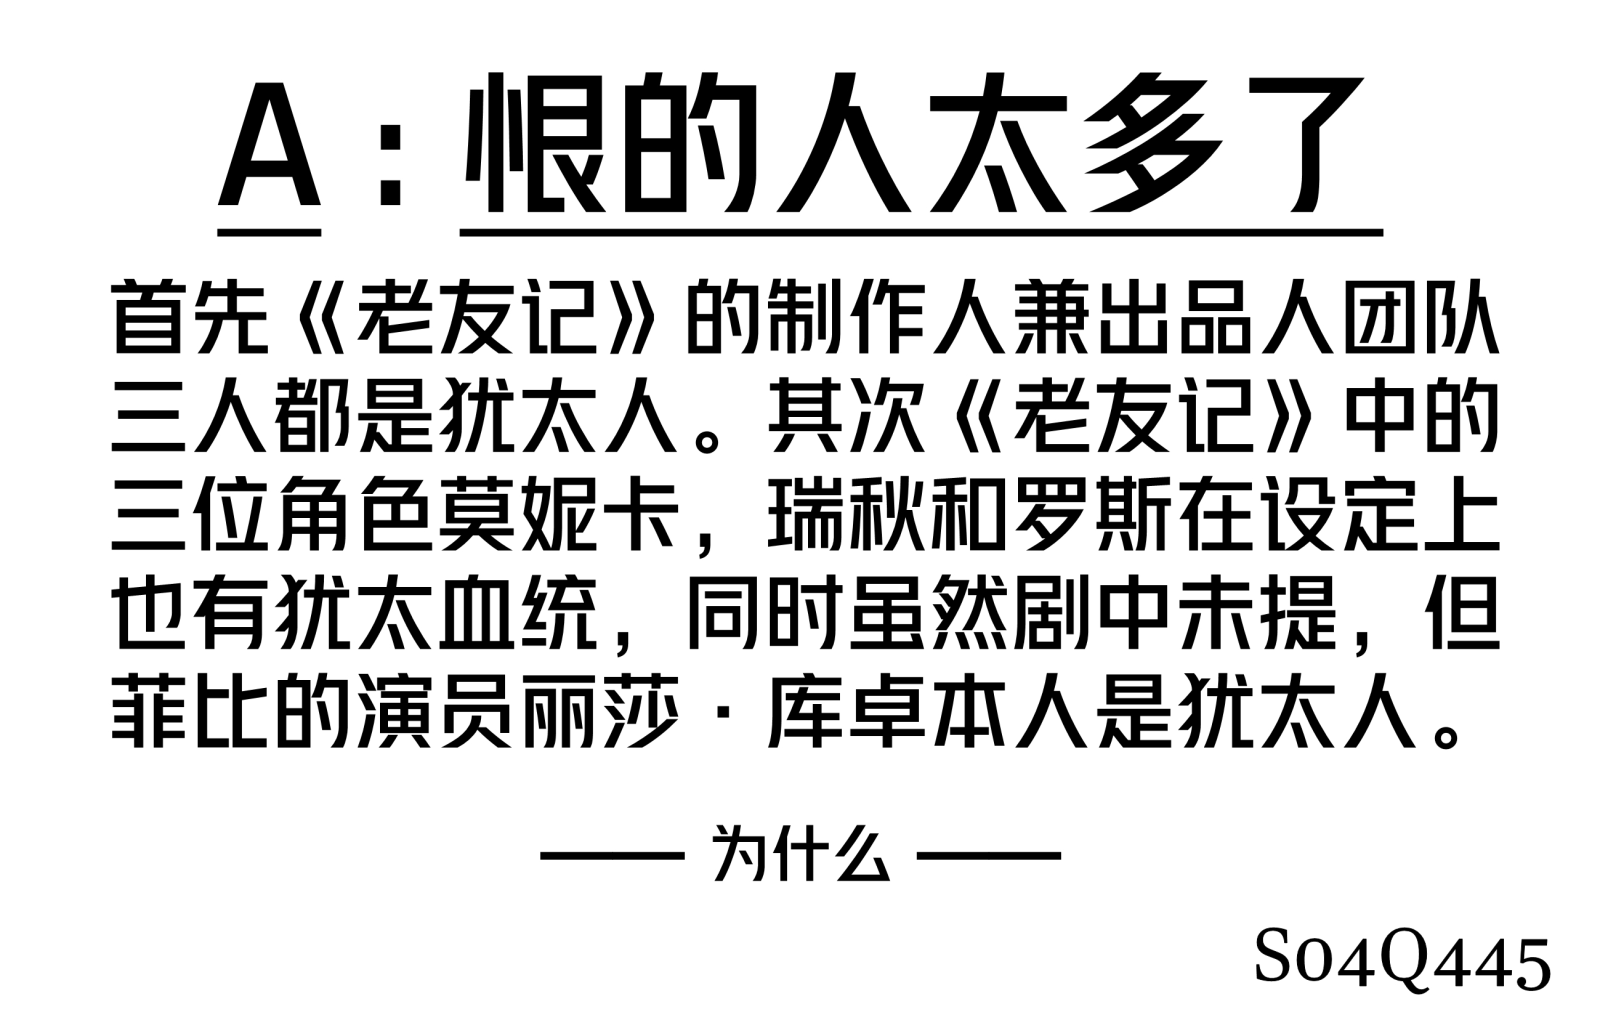 A：恨的人太多了
首先《老友记》的制作人兼出品人团队
三人都是犹太人。其次《老友记》中的
三位角色莫妮卡，瑞秋和罗斯在设定上
也有犹太血统，同时虽然剧中未提，但
菲比的演员丽莎·库卓本人是犹太人。
—— 为什么 ——
S04Q445